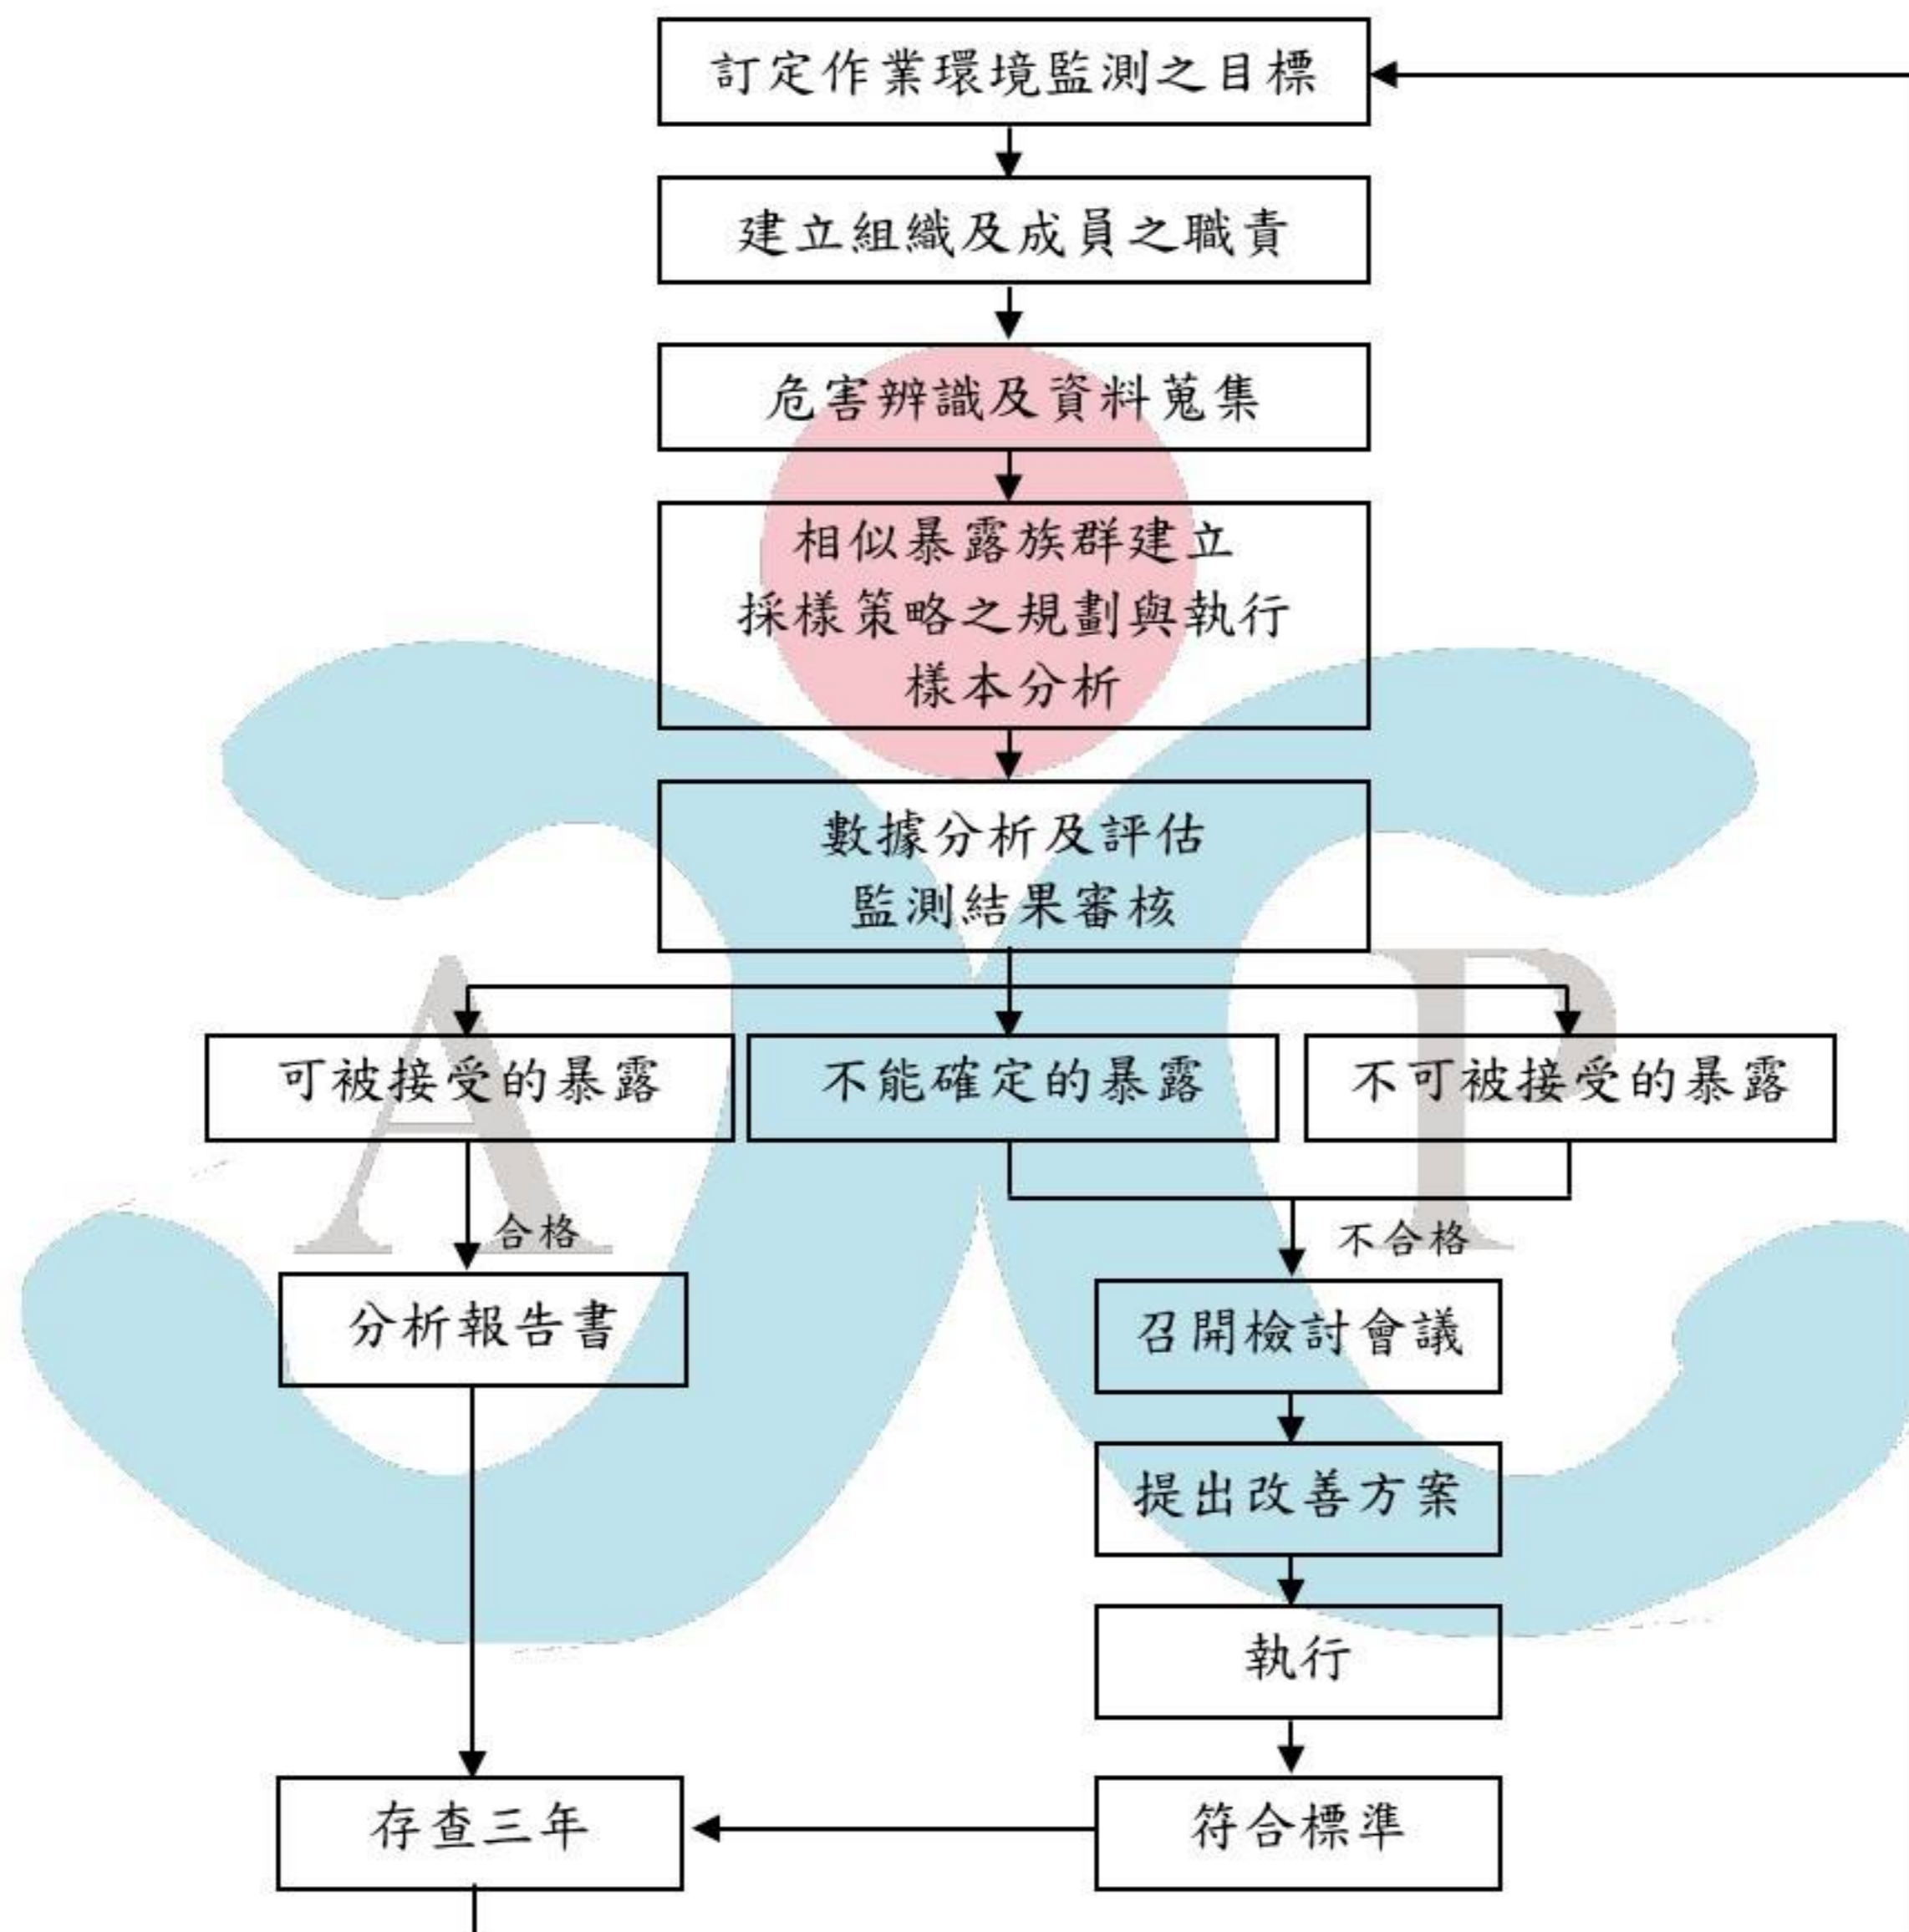 訂定作業環境監測之目標
建立組織及成員之職責
危害辨識及資料蒐集
相似暴露族群建立
採樣策略之規劃與執行
樣本分析
數據分析及評估
監測結果審核
可被接受的暴露
不能確定的暴露
不可被接受的暴露
合格
不合格
分析報告書
召開檢討會議
提出改善方案
執行
存查三年
符合標準
A
P